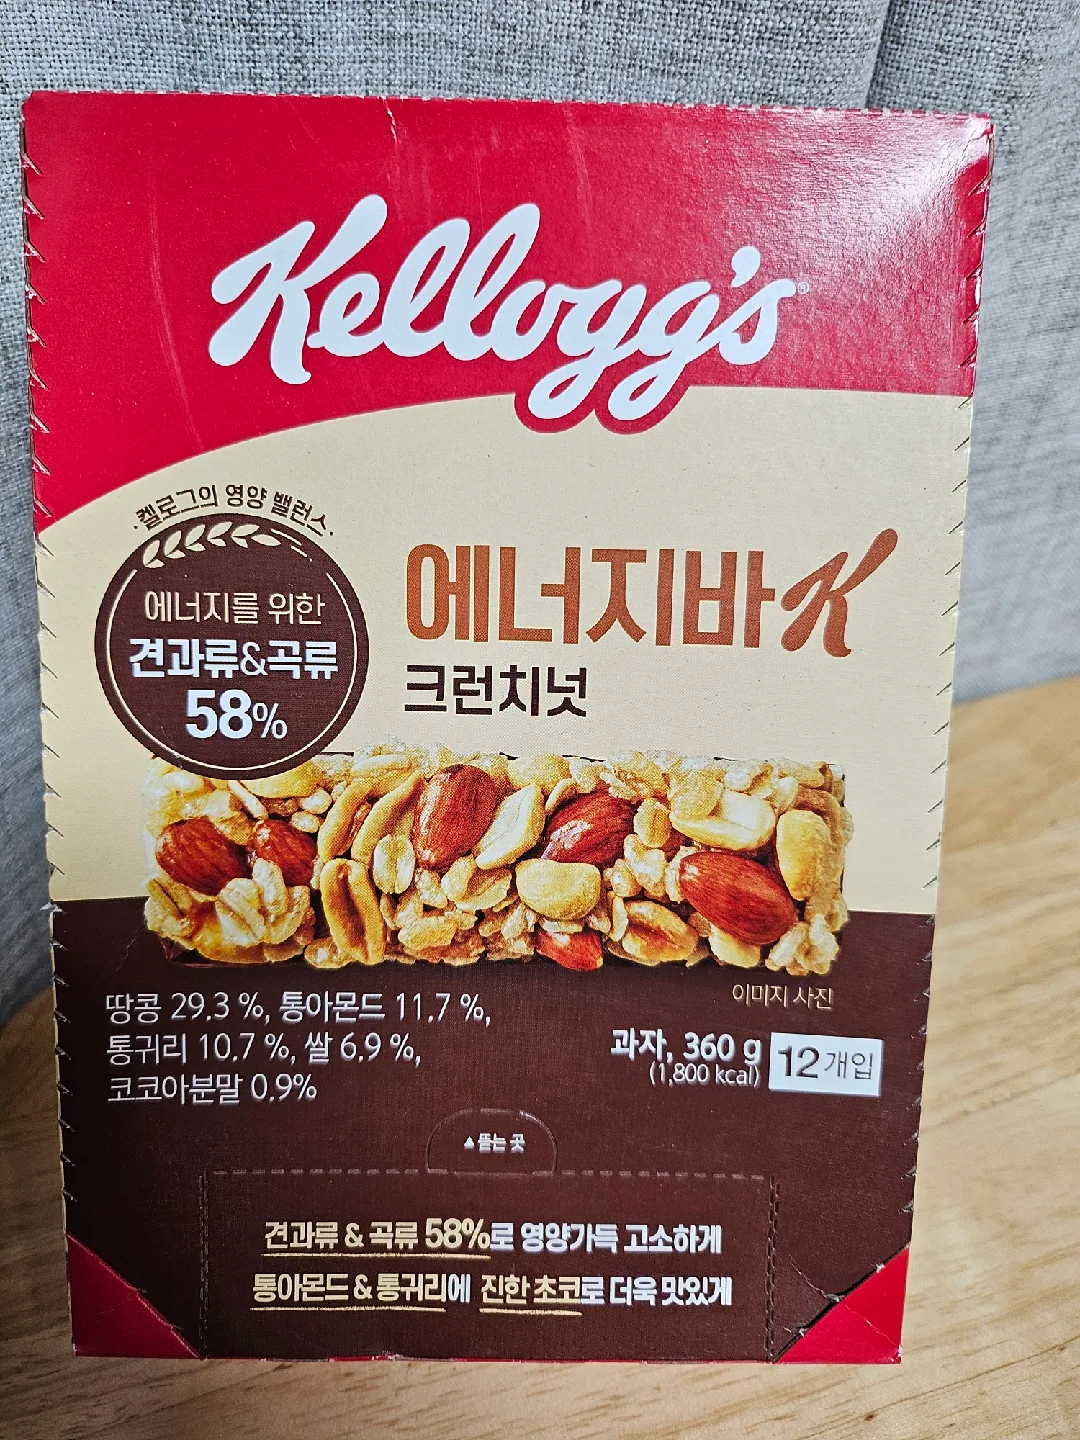 Kellogg's®
·켈로그의 영양 밸런스·
에너지를 위한
견과류&곡류
58%
에너지바K
크런치넛
땅콩 29.3 %, 통아몬드 11.7 %,
통귀리 10.7 %, 쌀 6.9 %,
코코아분말 0.9%
이미지 사진
과자, 360 g
(1,800 kcal)
12개입
▲뜯는 곳
견과류 & 곡류 58%로 영양가득 고소하게
통아몬드 & 통귀리에 진한 초코로 더욱 맛있게